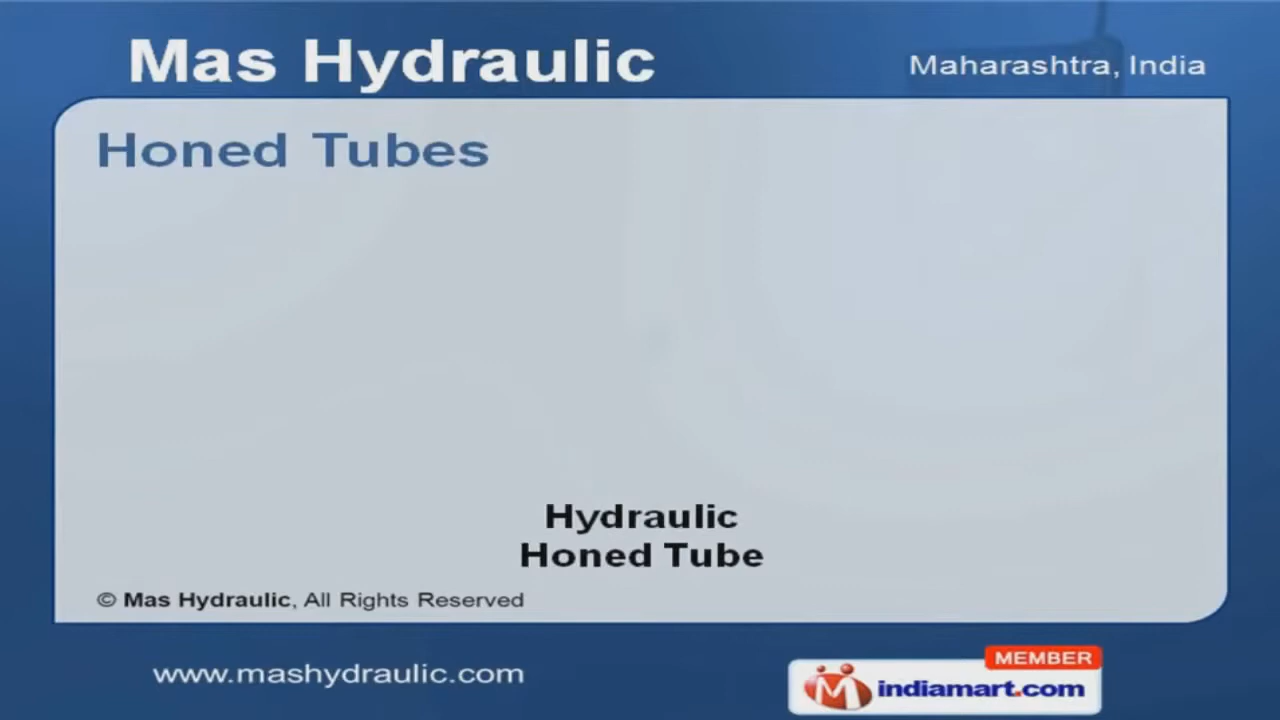 Mas Hydraulic
Maharashtra, India
Honed Tubes
Hydraulic
Honed Tube
© Mas Hydraulic, All Rights Reserved
www.mashydraulic.com
MEMBER
indiamart.com